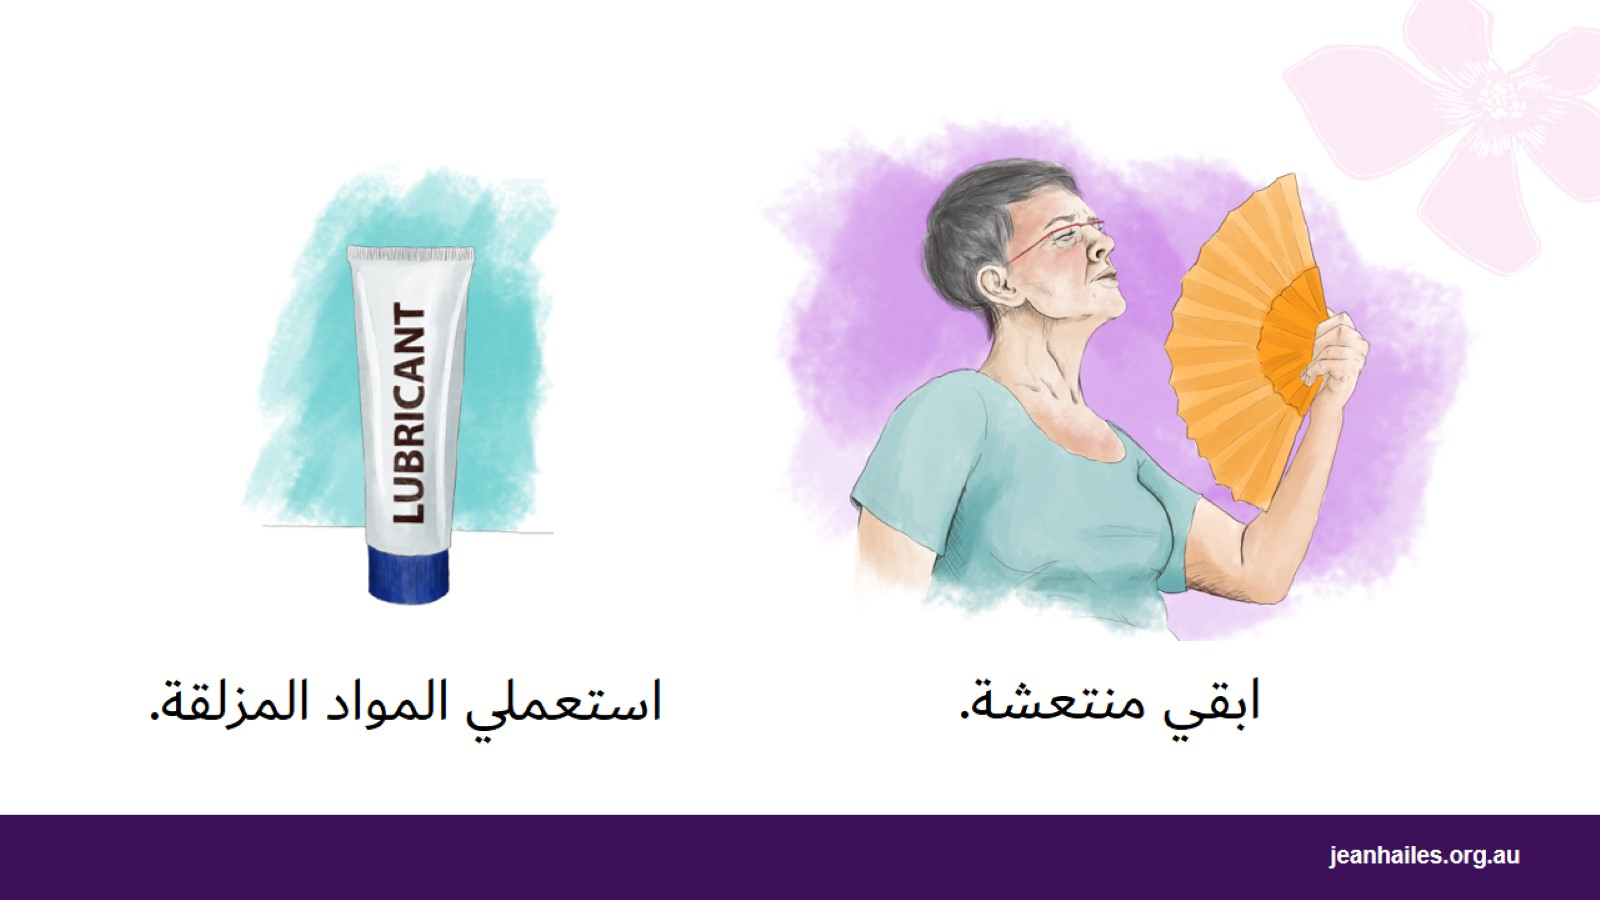 LUBRICANT
ابقي منتعشة.
استعملي المواد المزلقة.
jeanhailes.org.au